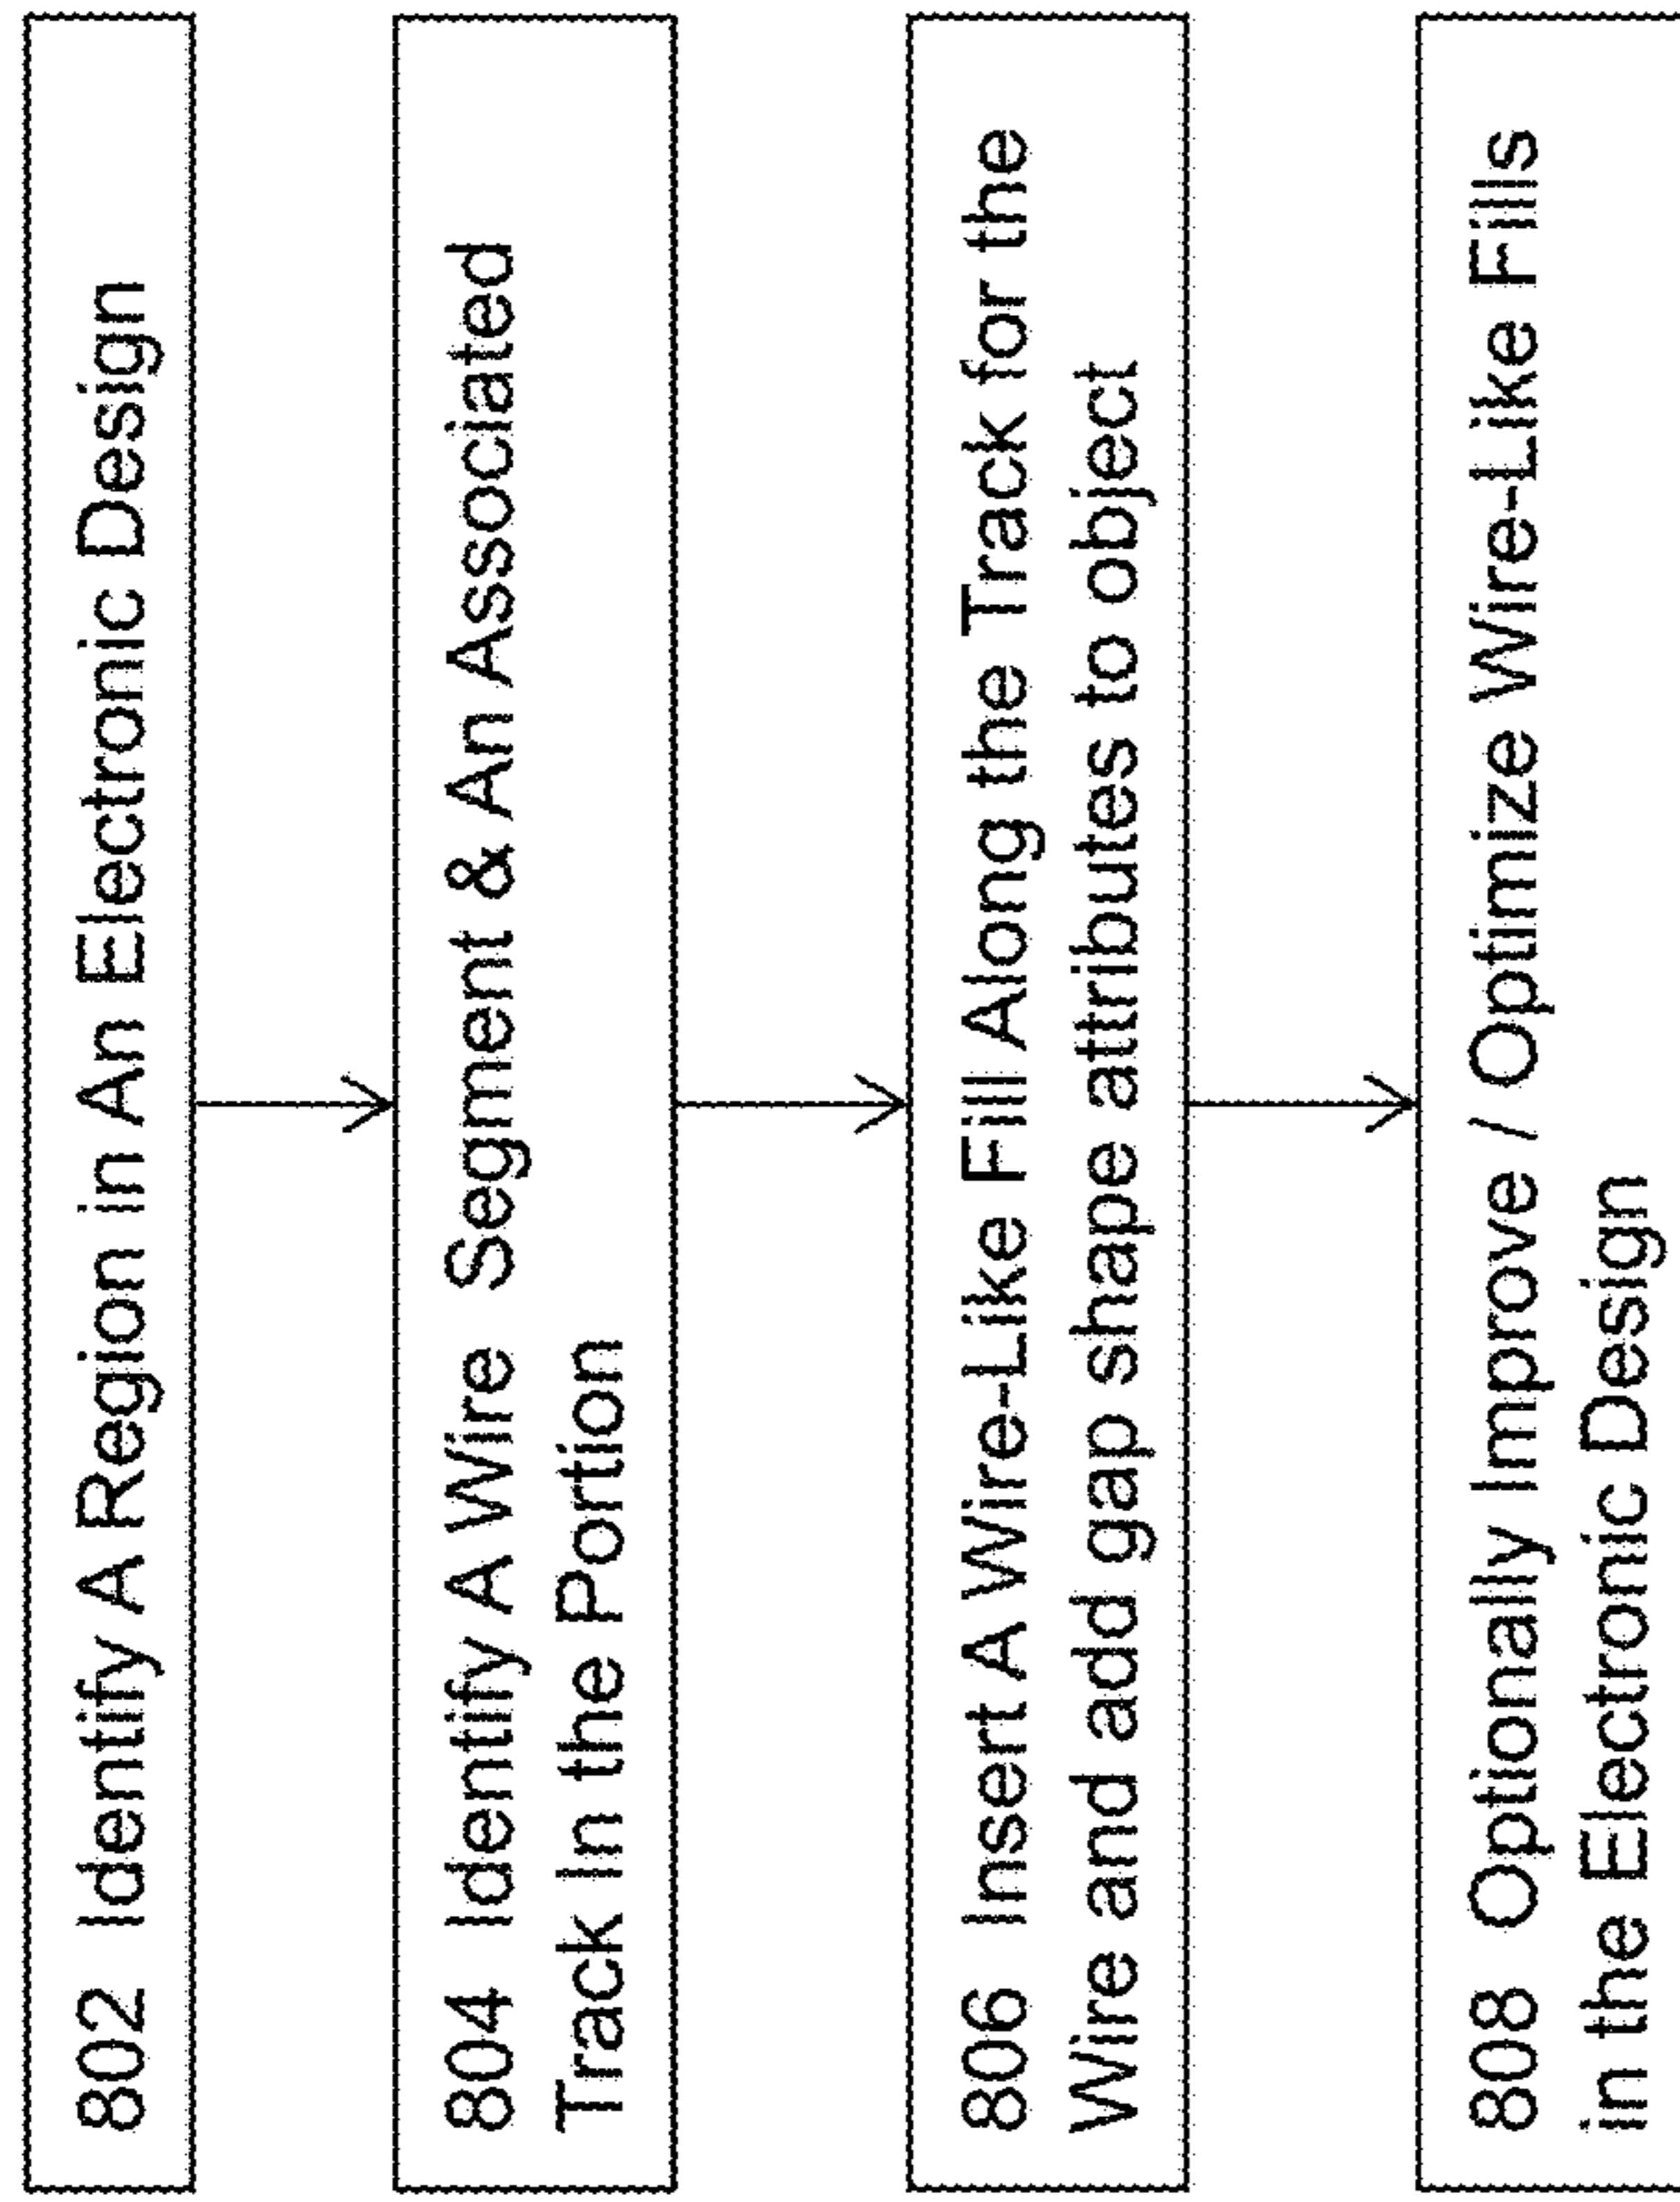 802 Identify A Region in An Electronic Design
804 Identify A Wire Segment & An Associated
Track In the Portion
806 Insert A Wire-Like Fill Along the Track for the
Wire and add gap shape attributes to object
808 Optionally Improve / Optimize Wire-Like Fills
in the Electronic Design